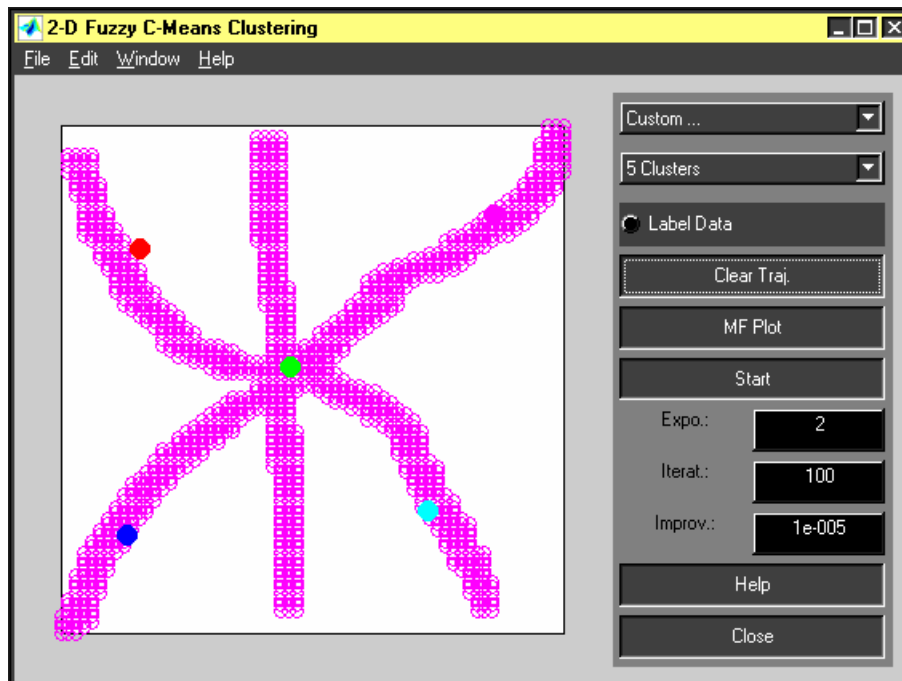 2-D Fuzzy C-Means Clustering
File Edit Window Help
Custom ...
5 Clusters
Label Data
Clear Traj.
MF Plot
Start
Expo.: 2
Iterat.: 100
Improv.: 1e-005
Help
Close